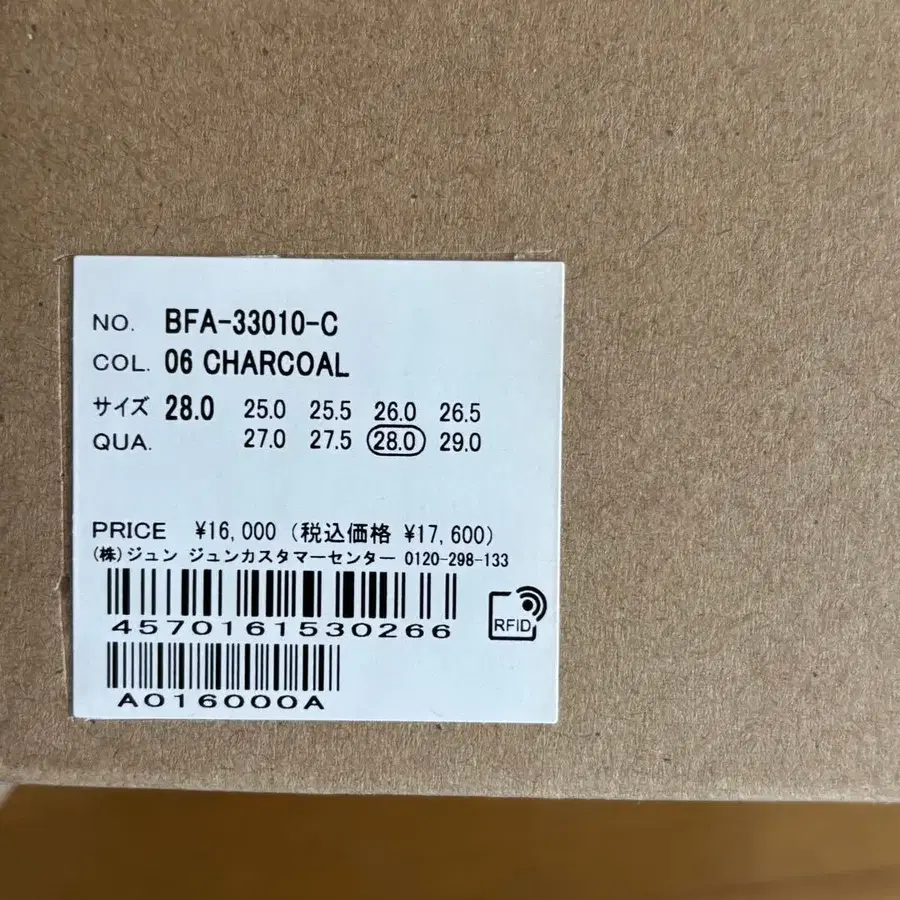 NO. BFA-33010-C
COL. 06 CHARCOAL
サイズ 28.0 25.0 25.5 26.0 26.5
QUA. 27.0 27.5 28.0 29.0
PRICE ¥16,000 (税込価格 ¥17,600)
(株)ジュン ジュンカスタマーセンター 0120-298-133
4570161530266
RFID
A016000A